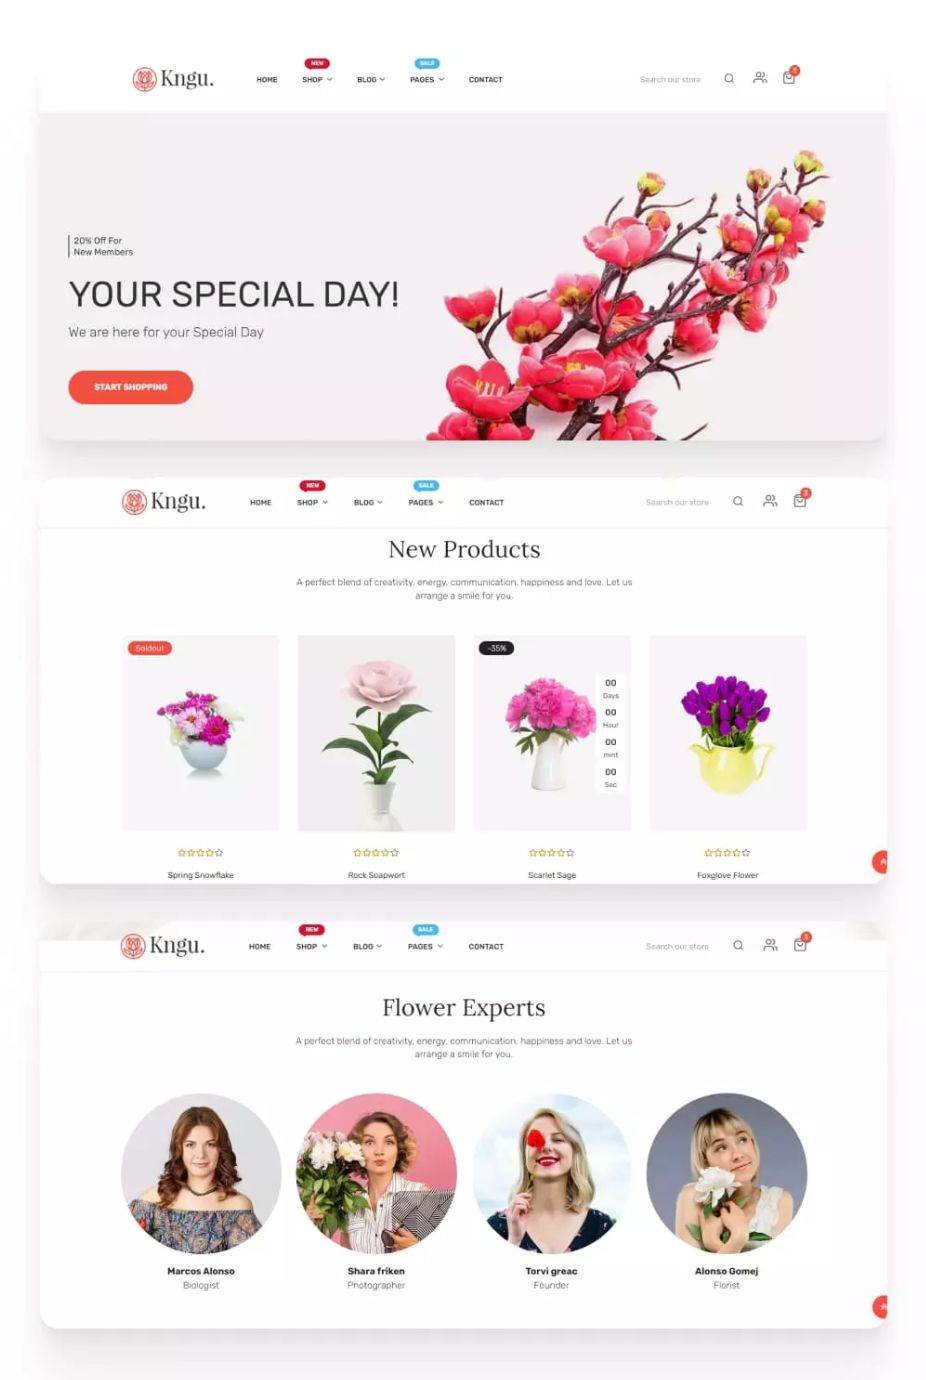 NEW
SALE
Kngu.
HOME SHOP BLOG PAGES CONTACT
Search our store
3
20% Off For
New Members
YOUR SPECIAL DAY!
We are here for your Special Day
START SHOPPING
NEW
SALE
Kngu.
HOME SHOP BLOG PAGES CONTACT
Search our store
3
New Products
A perfect blend of creativity, energy, communication, happiness and love. Let us
arrange a smile for you.
Soldout
-35%
00
Days
00
Hour
00
mint
00
Sec
Spring Snowflake
Rock Soapwort
Scarlet Sage
Foxglove Flower
NEW
SALE
Kngu.
HOME SHOP BLOG PAGES CONTACT
Search our store
3
Flower Experts
A perfect blend of creativity, energy, communication, happiness and love. Let us
arrange a smile for you.
Marcos Alonso
Biologist
Shara friken
Photographer
Torvi greac
Founder
Alonso Gomej
Florist